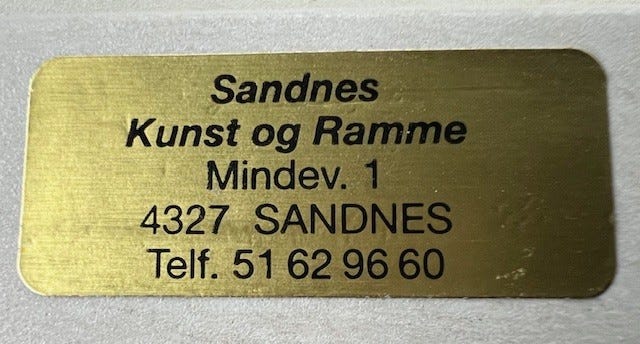 Sandnes
Kunst og Ramme
Mindev. 1
4327 SANDNES
Telf. 51 62 96 60